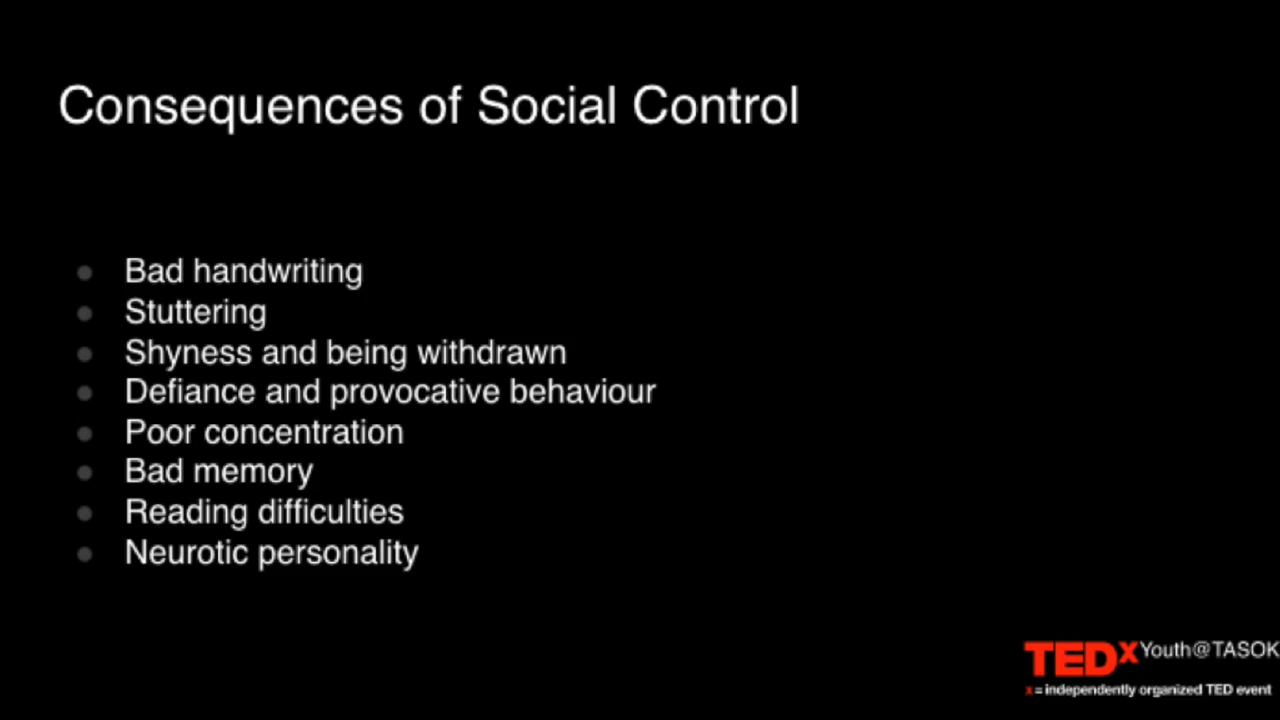 Consequences of Social Control
Bad handwriting
Stuttering
Shyness and being withdrawn
Defiance and provocative behaviour
Poor concentration
Bad memory
Reading difficulties
Neurotic personality
TEDxYouth@TASOK
x = independently organized TED event